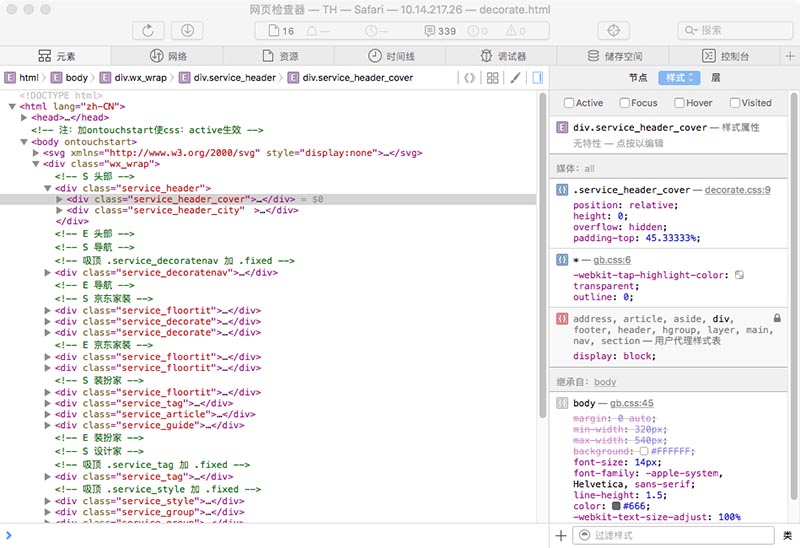 网页检查器 — TH — Safari — 10.14.217.26 — decorate.html
16 — 339 0 0 搜索
元素 网络 资源 时间线 调试器 储存空间 控制台 +
E html E body E div.wx_wrap E div.service_header E div.service_header_cover
节点 样式 层
<!DOCTYPE html>
<html lang="zh-CN">
<head>…</head>
<!-- 注: 加ontouchstart使css: active生效 -->
<body ontouchstart>
<svg xmlns="http://www.w3.org/2000/svg" style="display:none">…</svg>
<div class="wx_wrap">
<!-- S 头部 -->
<div class="service_header">
<div class="service_header_cover">…</div> = $0
<div class="service_header_city" >…</div>
</div>
<!-- E 头部 -->
<!-- S 导航 -->
<!-- 吸顶 .service_decoratenav 加 .fixed -->
<div class="service_decoratenav">…</div>
<!-- E 导航 -->
<!-- S 京东家装 -->
<div class="service_floortit">…</div>
<div class="service_decorate">…</div>
<div class="service_decorate">…</div>
<!-- E 京东家装 -->
<div class="service_floortit">…</div>
<div class="service_floortit">…</div>
<!-- S 装扮家 -->
<div class="service_floortit">…</div>
<div class="service_tag">…</div>
<div class="service_article">…</div>
<div class="service_guide">…</div>
<!-- E 装扮家 -->
<!-- S 设计家 -->
<!-- 吸顶 .service_tag 加 .fixed -->
<div class="service_tag">…</div>
<!-- 吸顶 .service_style 加 .fixed -->
<div class="service_style">…</div>
<div class="service_group">…</div>
<div class="service_group">…</div>
Active Focus Hover Visited
E div.service_header_cover — 样式属性
无特性 — 点按以编辑
媒体: all
.service_header_cover — decorate.css:9
position: relative;
height: 0;
overflow: hidden;
padding-top: 45.33333%;
* — gb.css:6
-webkit-tap-highlight-color:
transparent;
outline: 0;
address, article, aside, div,
footer, header, hgroup, layer, main,
nav, section — 用户代理样式表
display: block;
继承自: body
body — gb.css:45
margin: 0 auto;
min-width: 320px;
max-width: 540px;
background: #FFFFFF;
font-size: 14px;
font-family: -apple-system,
Helvetica, sans-serif;
line-height: 1.5;
color: #666;
-webkit-text-size-adjust: 100%
+ 过滤样式 类